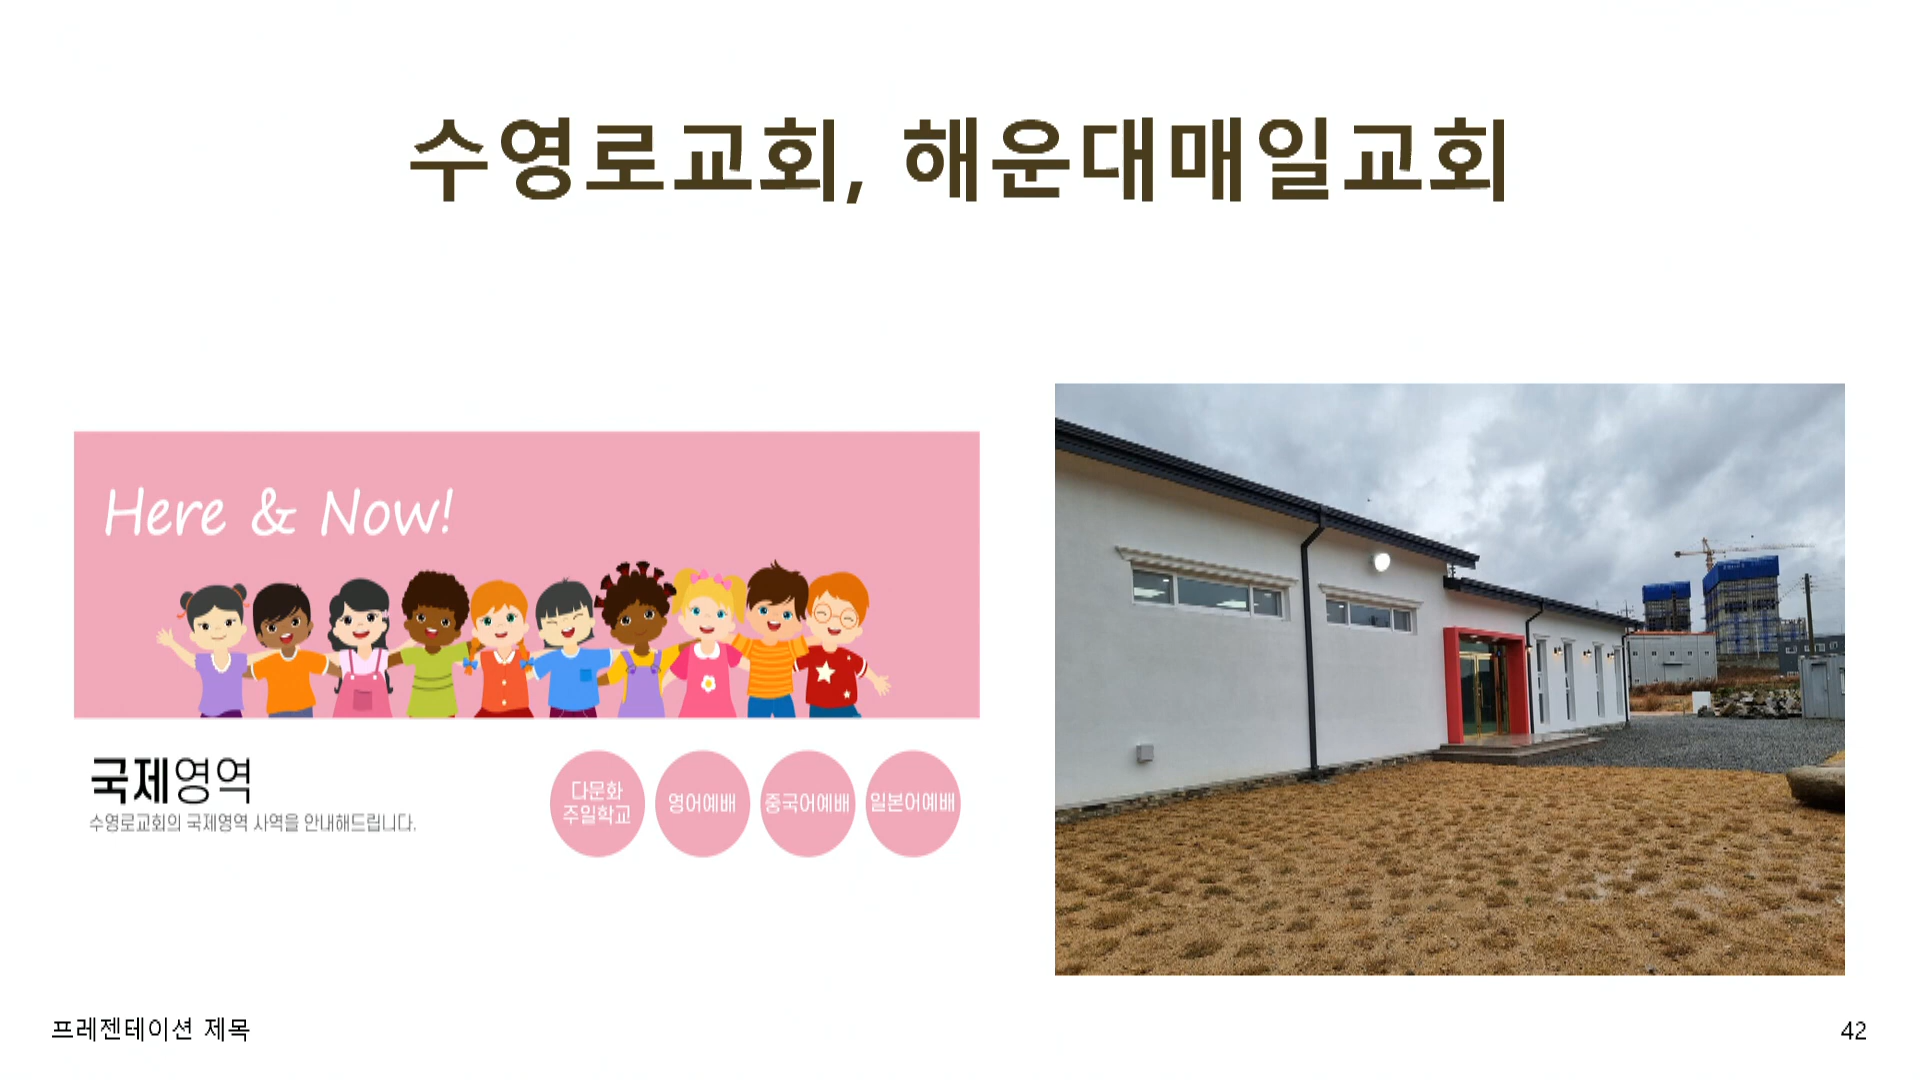 수영로교회, 해운대매일교회
Here & Now!
국제영역
수영로교회의 국제영역 사역을 안내해드립니다.
다문화
주일학교
영어예배
중국어예배
일본어예배
프레젠테이션 제목
42